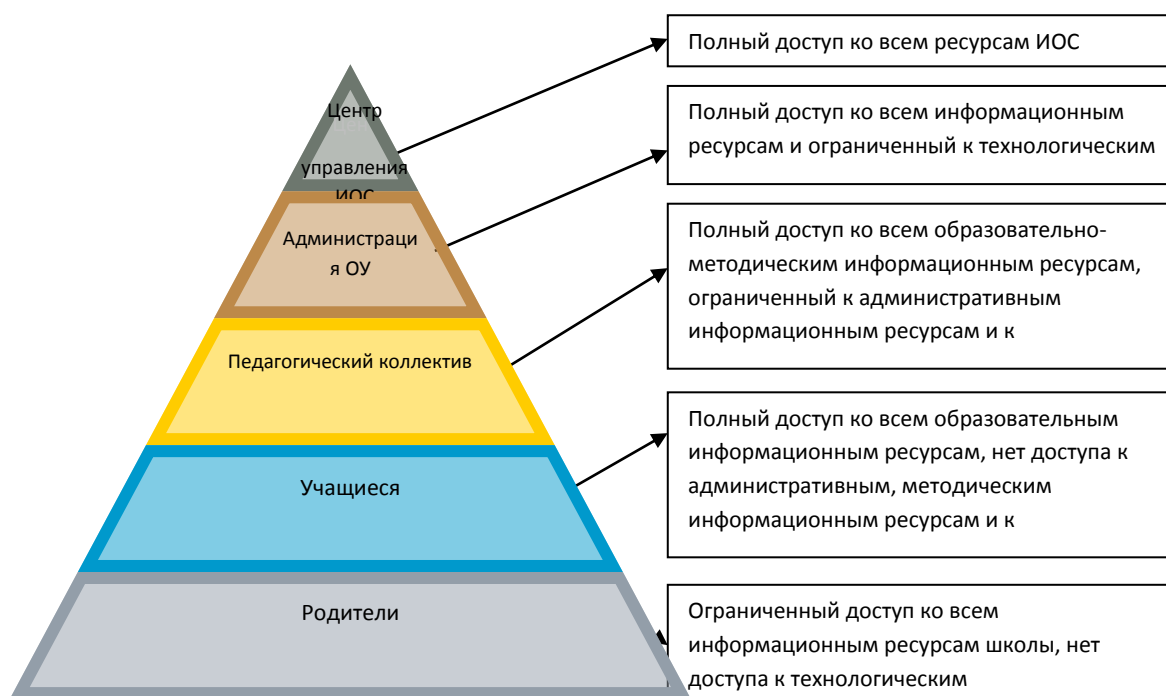 Центр
управления
ИОС
Полный доступ ко всем ресурсам ИОС
Администраци
я ОУ
Полный доступ ко всем информационным
ресурсам и ограниченный к технологическим
Педагогический коллектив
Полный доступ ко всем образовательно-
методическим информационным ресурсам,
ограниченный к административным
информационным ресурсам и к
Учащиеся
Полный доступ ко всем образовательным
информационным ресурсам, нет доступа к
административным, методическим
информационным ресурсам и к
Родители
Ограниченный доступ ко всем
информационным ресурсам школы, нет
доступа к технологическим